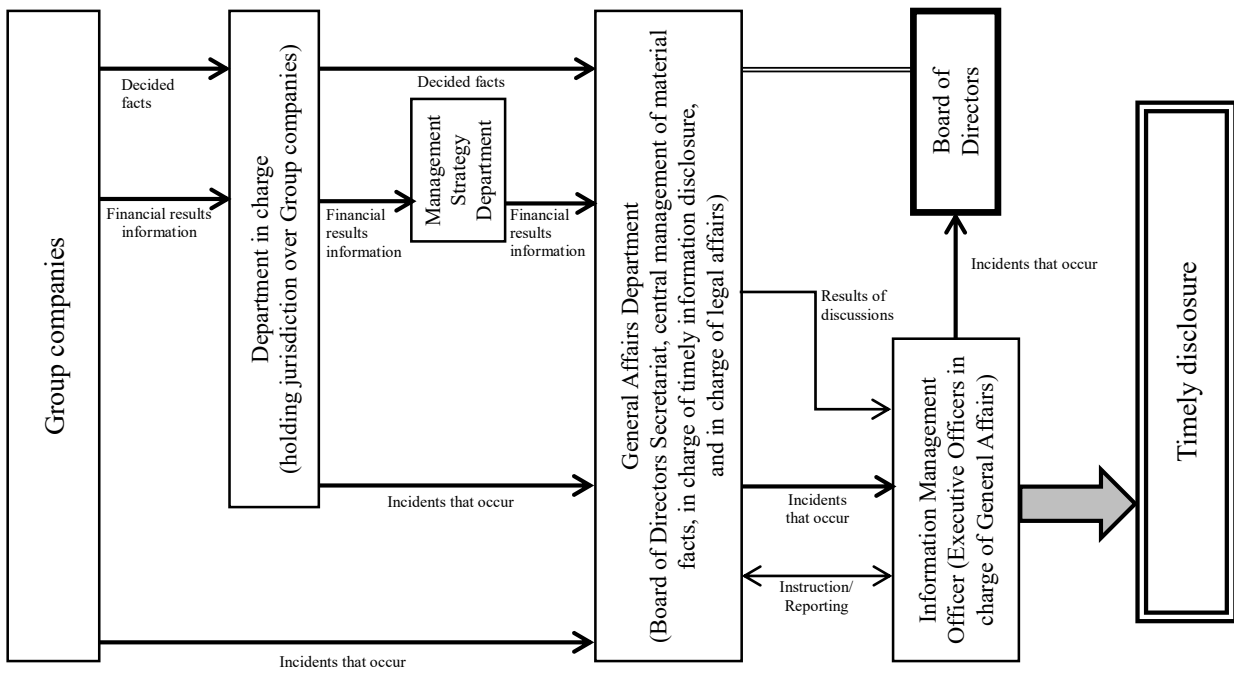 Group companies
Decided
facts
Financial results
information
Incidents that occur
Department in charge
(holding jurisdiction over Group companies)
Decided facts
Financial
results
information
Management
Strategy
Department
Financial
results
information
Incidents that occur
General Affairs Department
(Board of Directors Secretariat, central management of material
facts, in charge of timely information disclosure,
and in charge of legal affairs)
Board of
Directors
Incidents that occur
Results of
discussions
Incidents
that occur
Instruction/
Reporting
Information Management
Officer (Executive Officers in
charge of General Affairs)
Timely disclosure